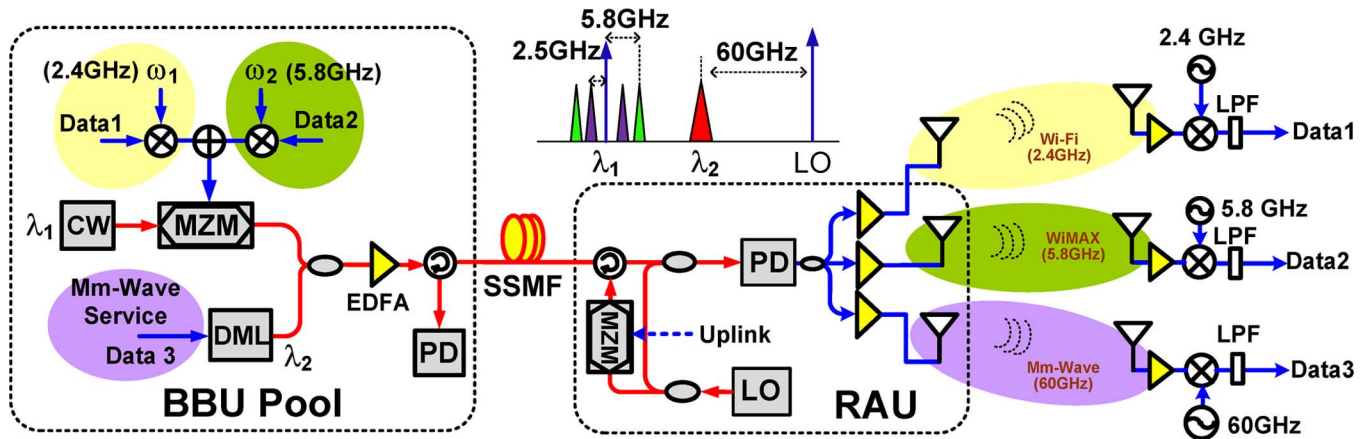 5.8GHz
2.5GHz
60GHz
λ1
λ2
LO
(2.4GHz) ω1
ω2 (5.8GHz)
Data1
Data2
λ1
CW
MZM
Mm-Wave
Service
Data 3
DML
λ2
EDFA
PD
BBU Pool
SSMF
MZM
Uplink
PD
LO
RAU
Wi-Fi
(2.4GHz)
2.4 GHz
LPF
Data1
WiMAX
(5.8GHz)
5.8 GHz
LPF
Data2
Mm-Wave
(60GHz)
LPF
Data3
60GHz